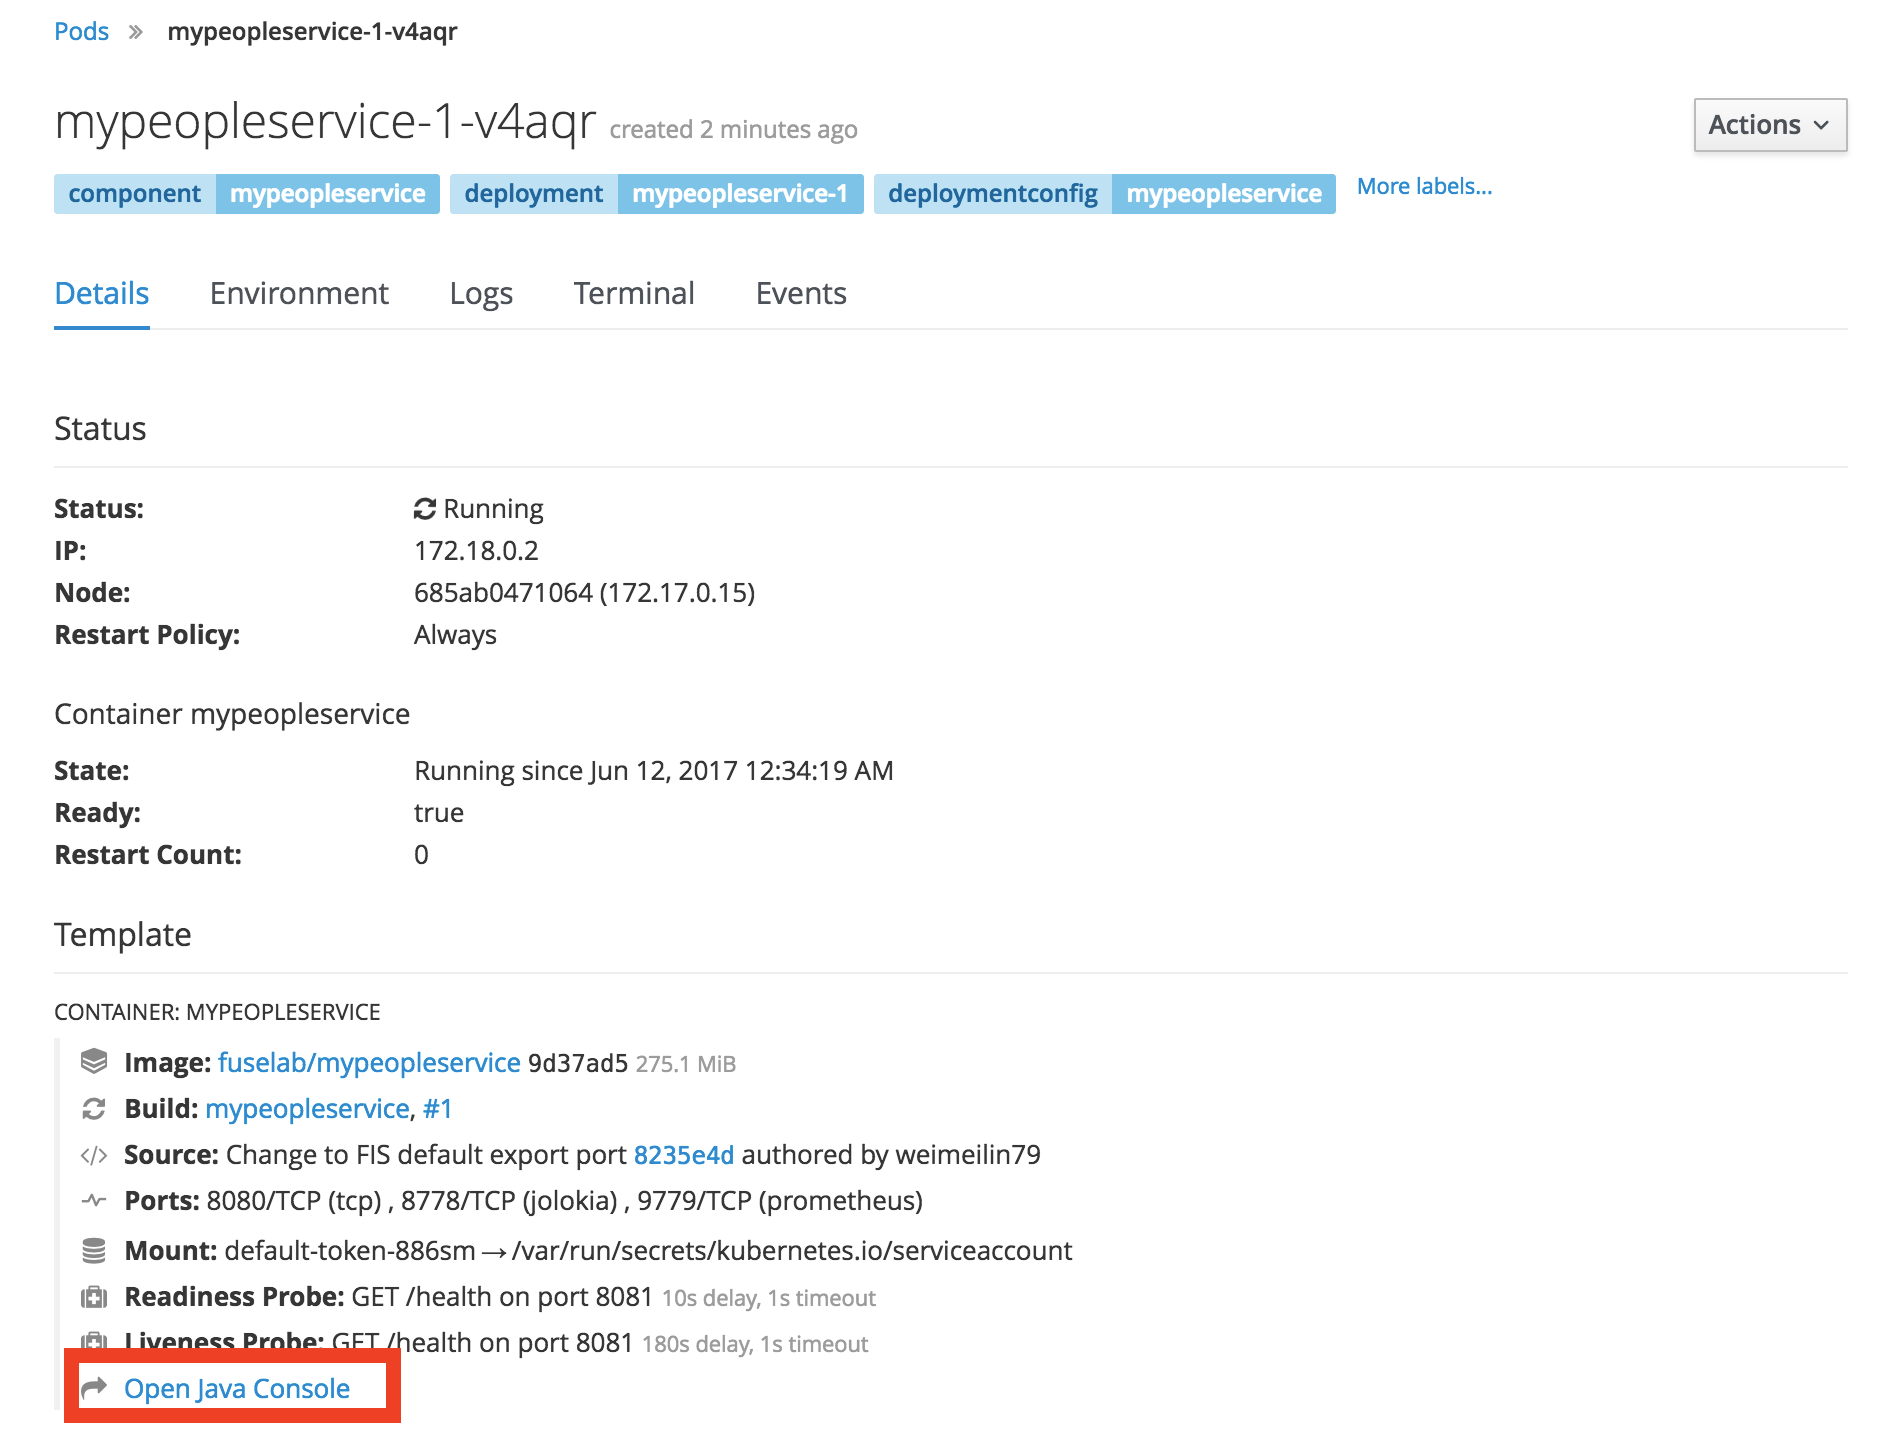 Pods » mypeopleservice-1-v4aqr
mypeopleservice-1-v4aqr created 2 minutes ago
Actions
component mypeopleservice deployment mypeopleservice-1 deploymentconfig mypeopleservice More labels...
Details Environment Logs Terminal Events
Status
Status: Running
IP: 172.18.0.2
Node: 685ab0471064 (172.17.0.15)
Restart Policy: Always
Container mypeopleservice
State: Running since Jun 12, 2017 12:34:19 AM
Ready: true
Restart Count: 0
Template
CONTAINER: MYPEOPLESERVICE
Image: fuselab/mypeopleservice 9d37ad5 275.1 MiB
Build: mypeopleservice, #1
</> Source: Change to FIS default export port 8235e4d authored by weimeilin79
Ports: 8080/TCP (tcp) , 8778/TCP (jolokia) , 9779/TCP (prometheus)
Mount: default-token-886sm → /var/run/secrets/kubernetes.io/serviceaccount
Readiness Probe: GET /health on port 8081 10s delay, 1s timeout
Liveness Probe: GET /health on port 8081 180s delay, 1s timeout
Open Java Console